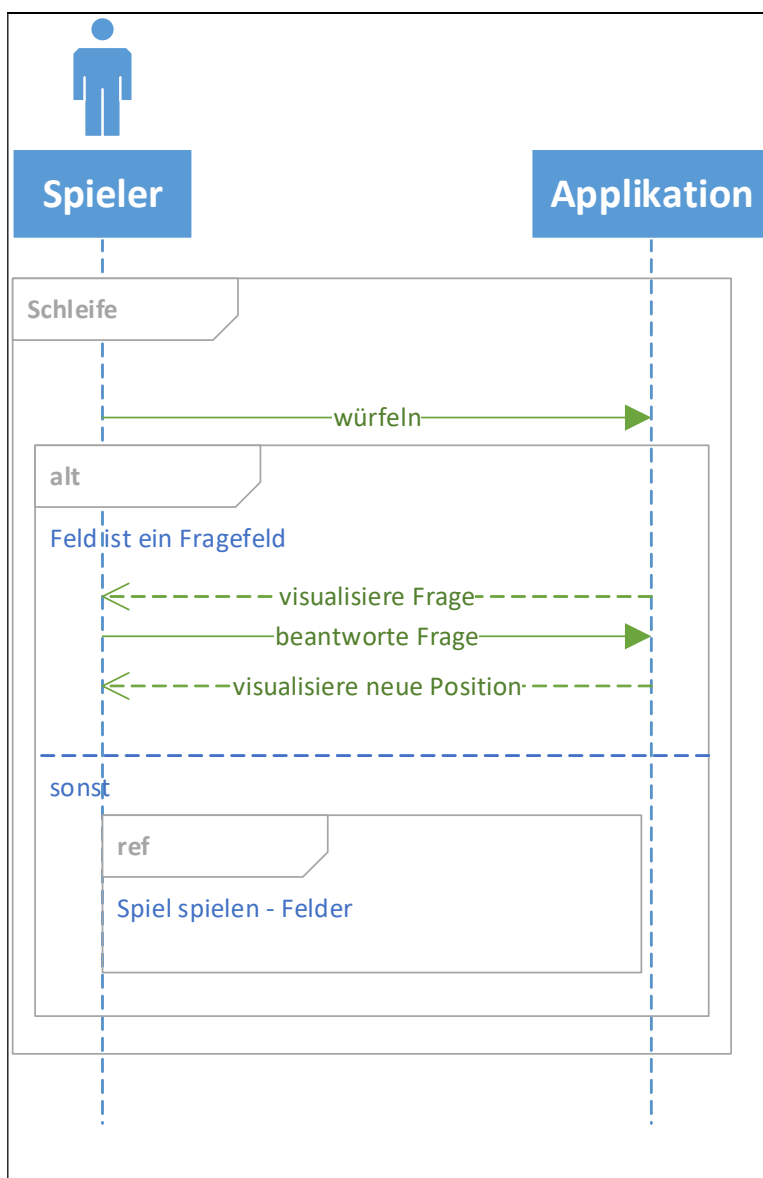 Spieler
Applikation
Schleife
würfeln
alt
Feld ist ein Fragefeld
visualisiere Frage
beantworte Frage
visualisiere neue Position
sonst
ref
Spiel spielen - Felder